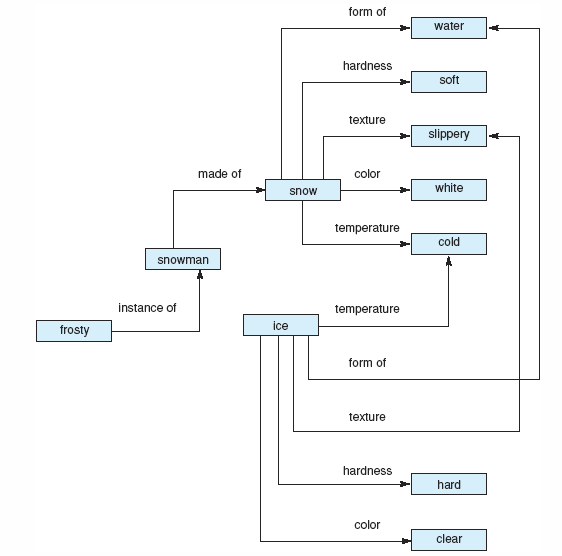 form of
water
hardness
soft
texture
slippery
made of
color
snow
white
temperature
cold
snowman
instance of
frosty
ice
temperature
form of
texture
hardness
hard
color
clear